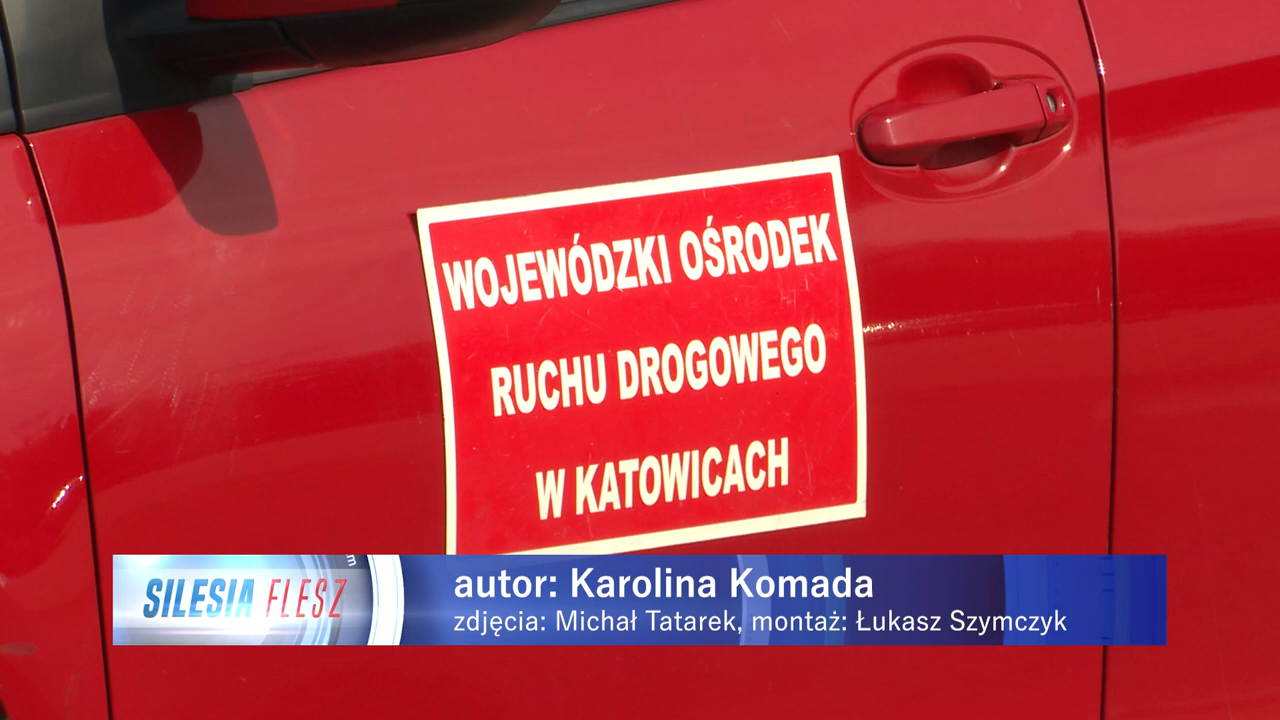 WOJEWÓDZKI OŚRODEK
RUCHU DROGOWEGO
W KATOWICACH
SILESIA FLESZ
autor: Karolina Komada
zdjęcia: Michał Tatarek, montaż: Łukasz Szymczyk